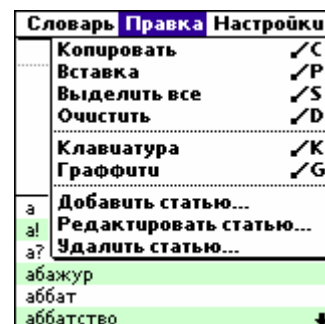 Словарь Правка Настройки
Копировать /C
Вставка /P
Выделить все /S
Очистить /D
Клавиатура /K
Граффити /G
Добавить статью...
Редактировать статью...
Удалить статью...
а
а!
а?
абажур
аббат
аббатство